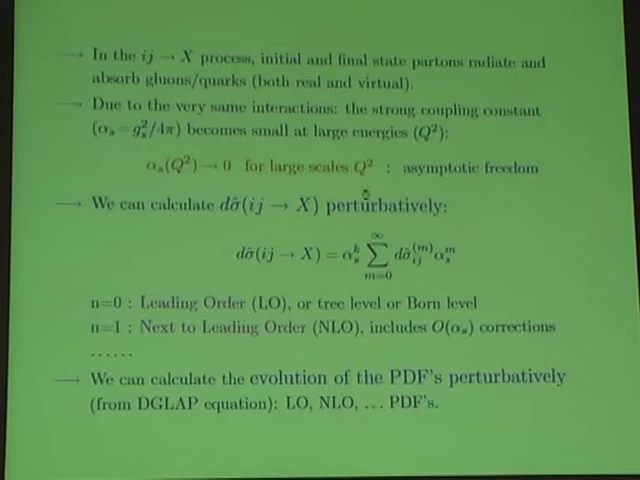 → In the ij → X process, initial and final state partons radiate and
absorb gluons/quarks (both real and virtual).
→ Due to the very same interactions: the strong coupling constant
(αₛ = gₛ²/4π) becomes small at large energies (Q²):
αₛ(Q²) → 0 for large scales Q² : asymptotic freedom
→ We can calculate dσ̂(ij → X) perturbatively:
dσ̂(ij → X) = αₛᵏ ∑_{m=0}^{∞} dσ̂ᵢⱼ⁽ᵐ⁾αₛᵐ
n=0 : Leading Order (LO), or tree level or Born level
n=1 : Next to Leading Order (NLO), includes O(αₛ) corrections
......
→ We can calculate the evolution of the PDF's perturbatively
(from DGLAP equation): LO, NLO, ... PDF's.